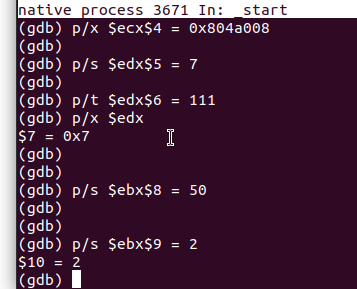 native process 3671 In: _start
(gdb) p/x $ecx$4 = 0x804a008
(gdb)
(gdb) p/s $edx$5 = 7
(gdb)
(gdb) p/t $edx$6 = 111
(gdb) p/x $edx
$7 = 0x7
(gdb)
(gdb)
(gdb) p/s $ebx$8 = 50
(gdb)
(gdb)
(gdb) p/s $ebx$9 = 2
$10 = 2
(gdb)